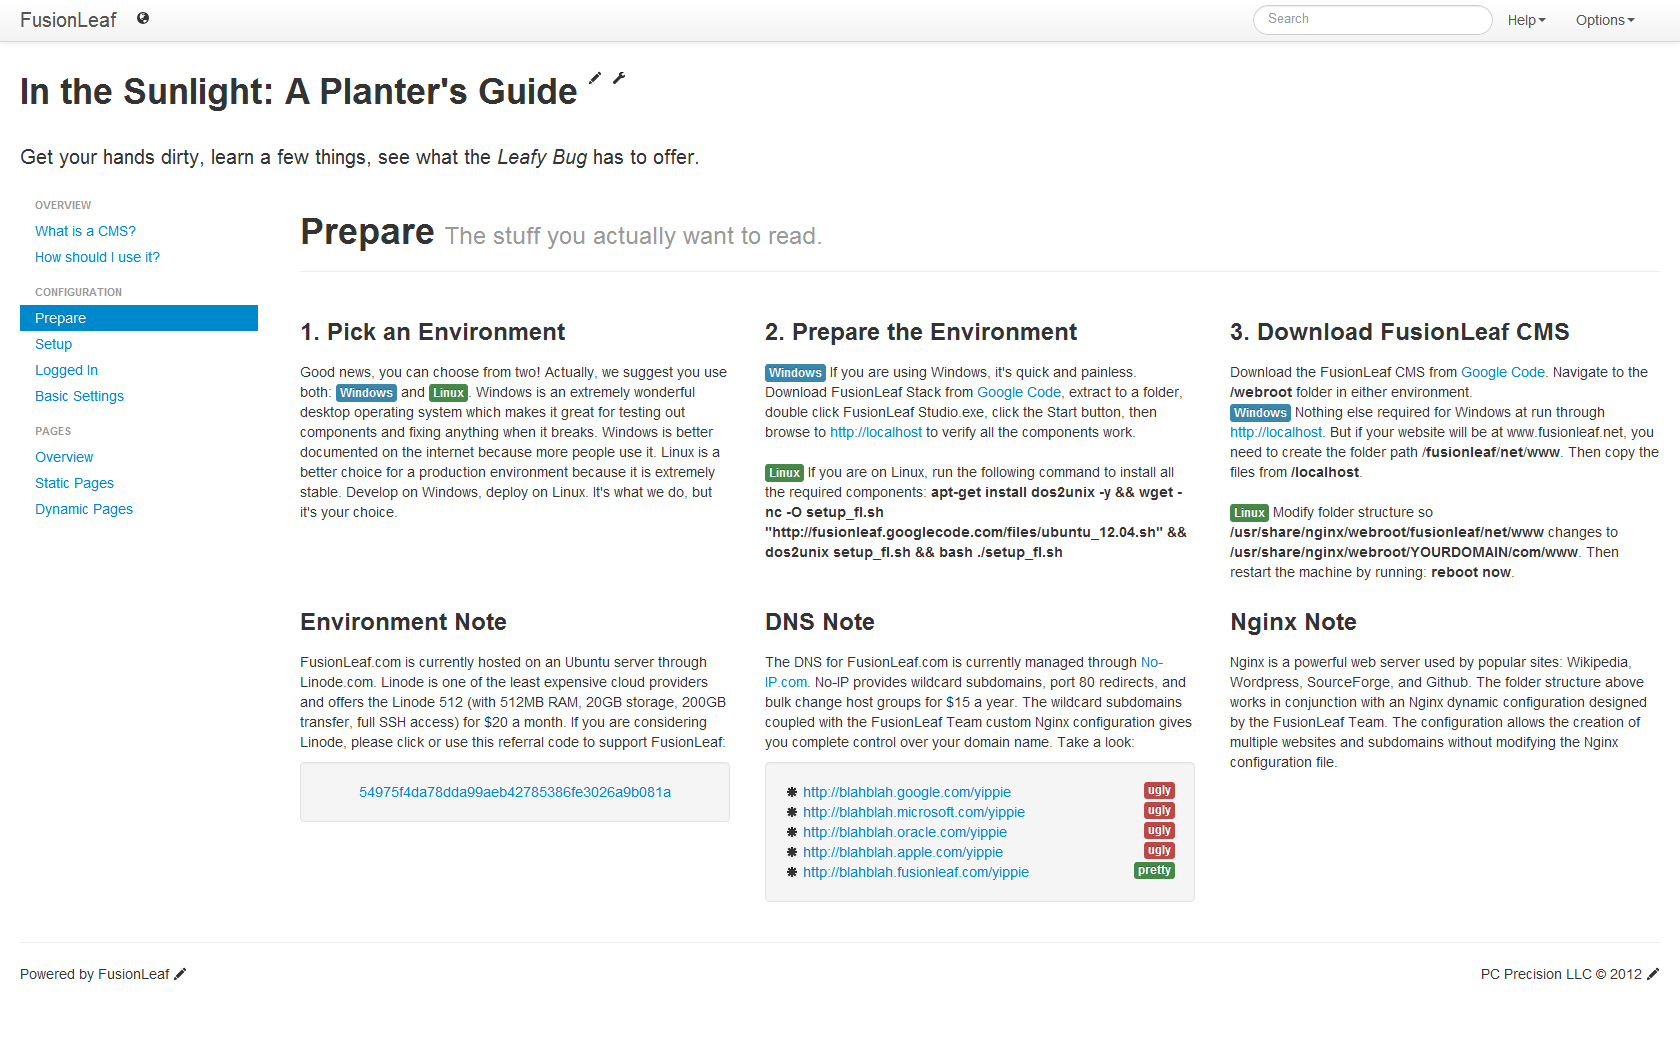 FusionLeaf
Search
Help
Options
In the Sunlight: A Planter's Guide
Get your hands dirty, learn a few things, see what the Leafy Bug has to offer.
OVERVIEW
What is a CMS?
How should I use it?
CONFIGURATION
Prepare
Setup
Logged In
Basic Settings
PAGES
Overview
Static Pages
Dynamic Pages
Prepare The stuff you actually want to read.
1. Pick an Environment
Good news, you can choose from two! Actually, we suggest you use
both: Windows and Linux. Windows is an extremely wonderful
desktop operating system which makes it great for testing out
components and fixing anything when it breaks. Windows is better
documented on the internet because more people use it. Linux is a
better choice for a production environment because it is extremely
stable. Develop on Windows, deploy on Linux. It's what we do, but
it's your choice.
2. Prepare the Environment
Windows If you are using Windows, it's quick and painless.
Download FusionLeaf Stack from Google Code, extract to a folder,
double click FusionLeaf Studio.exe, click the Start button, then
browse to http://localhost to verify all the components work.
Linux If you are on Linux, run the following command to install all
the required components: apt-get install dos2unix -y && wget -
nc -O setup_fl.sh
"http://fusionleaf.googlecode.com/files/ubuntu_12.04.sh" &&
dos2unix setup_fl.sh && bash ./setup_fl.sh
3. Download FusionLeaf CMS
Download the FusionLeaf CMS from Google Code. Navigate to the
/webroot folder in either environment.
Windows Nothing else required for Windows at run through
http://localhost. But if your website will be at www.fusionleaf.net, you
need to create the folder path /fusionleaf/net/www. Then copy the
files from /localhost.
Linux Modify folder structure so
/usr/share/nginx/webroot/fusionleaf/net/www changes to
/usr/share/nginx/webroot/YOURDOMAIN/com/www. Then
restart the machine by running: reboot now.
Environment Note
FusionLeaf.com is currently hosted on an Ubuntu server through
Linode.com. Linode is one of the least expensive cloud providers
and offers the Linode 512 (with 512MB RAM, 20GB storage, 200GB
transfer, full SSH access) for $20 a month. If you are considering
Linode, please click or use this referral code to support FusionLeaf:
54975f4da78dda99aeb42785386fe3026a9b081a
DNS Note
The DNS for FusionLeaf.com is currently managed through No-
IP.com. No-IP provides wildcard subdomains, port 80 redirects, and
bulk change host groups for $15 a year. The wildcard subdomains
coupled with the FusionLeaf Team custom Nginx configuration gives
you complete control over your domain name. Take a look:
http://blahblah.google.com/yippie ugly
http://blahblah.microsoft.com/yippie ugly
http://blahblah.oracle.com/yippie ugly
http://blahblah.apple.com/yippie ugly
http://blahblah.fusionleaf.com/yippie pretty
Nginx Note
Nginx is a powerful web server used by popular sites: Wikipedia,
Wordpress, SourceForge, and Github. The folder structure above
works in conjunction with an Nginx dynamic configuration designed
by the FusionLeaf Team. The configuration allows the creation of
multiple websites and subdomains without modifying the Nginx
configuration file.
Powered by FusionLeaf
PC Precision LLC © 2012